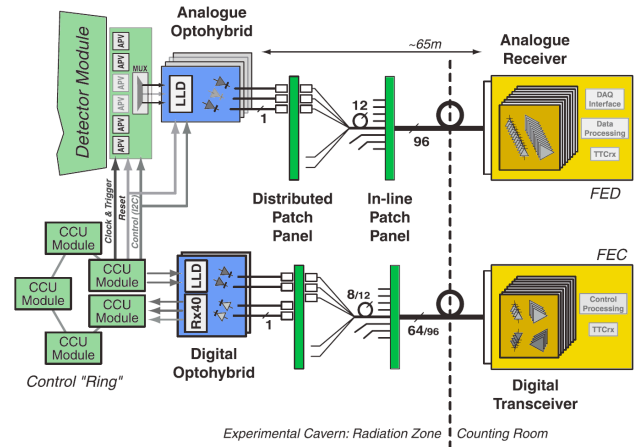 Analogue
Optohybrid
~65m
Analogue
Receiver
Detector Module
APV
APV
APV
APV
APV
APV
MUX
LLD
1
12
96
DAQ
Interface
Data
Processing
TTCrx
FED
Distributed
Patch
Panel
In-line
Patch
Panel
Clock & Trigger
Reset
Control (I2C)
CCU
Module
CCU
Module
CCU
Module
CCU
Module
CCU
Module
Control "Ring"
LLD
Rx40
1
Digital
Optohybrid
8/12
64/96
FEC
Control
Processing
TTCrx
Digital
Transceiver
Experimental Cavern: Radiation Zone
Counting Room